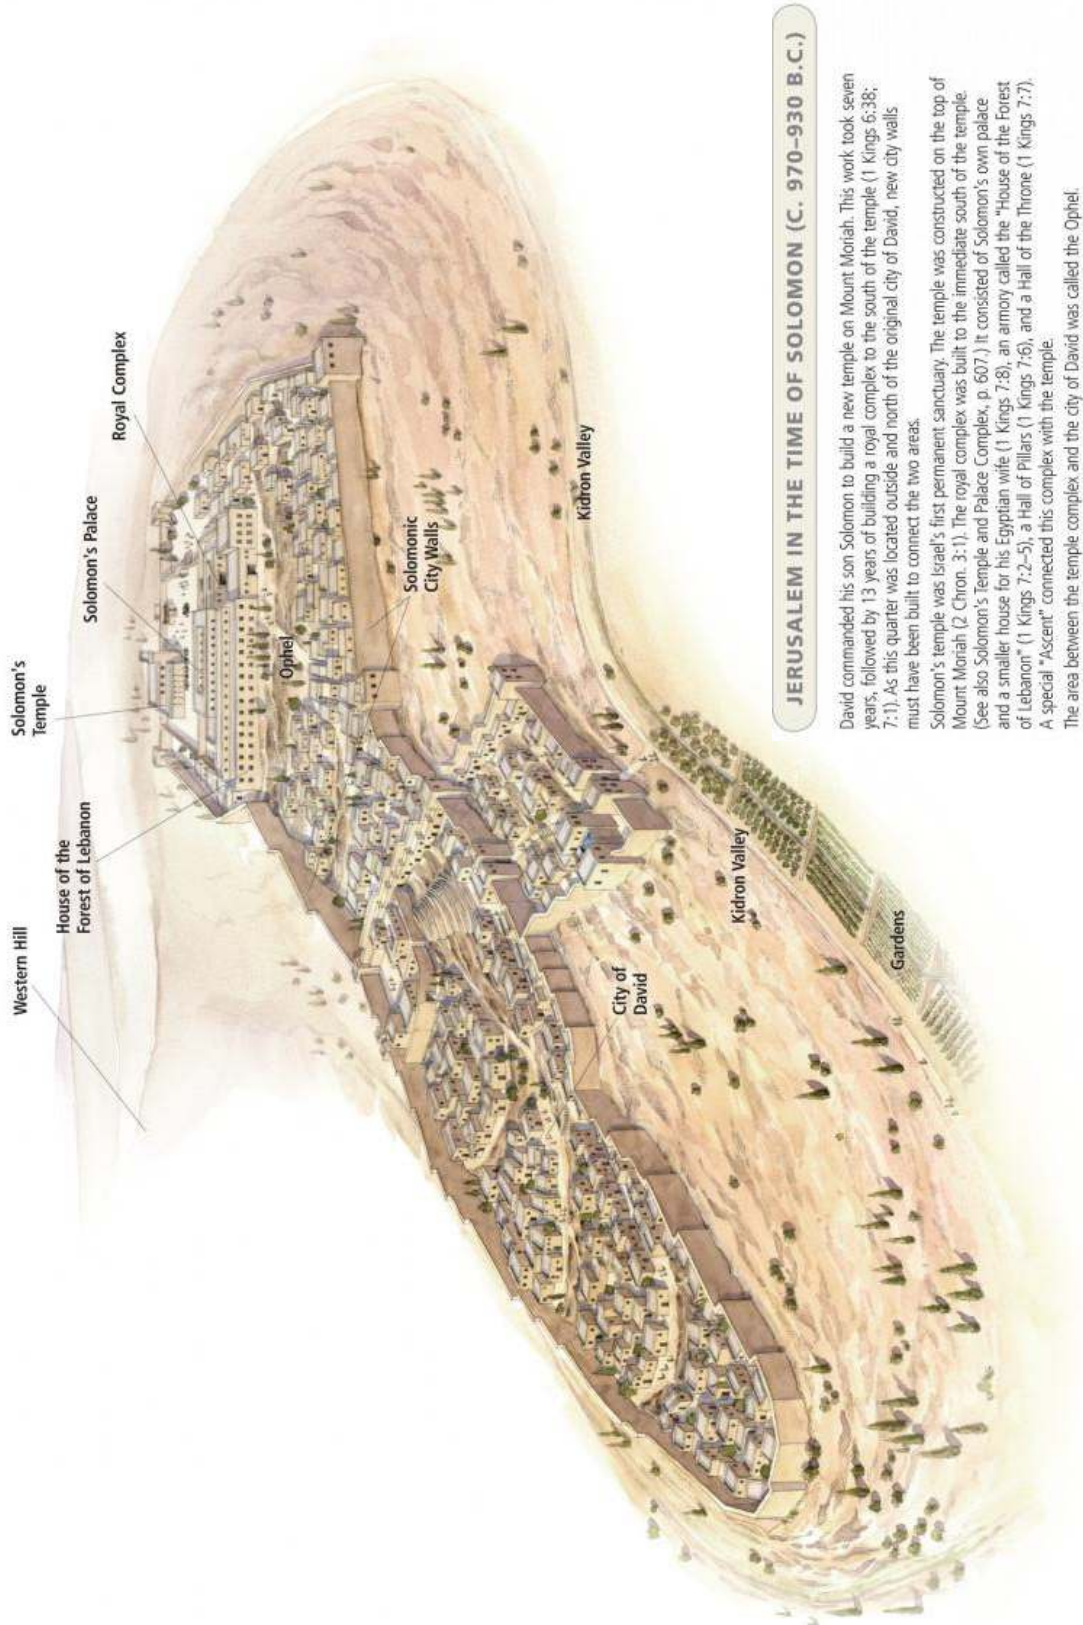 Western Hill
House of the
Forest of Lebanon
Solomon's
Temple
Solomon's Palace
Royal Complex
Ophel
Solomonic
City Walls
Kidron Valley
City of
David
Kidron Valley
Gardens
JERUSALEM IN THE TIME OF SOLOMON (C. 970–930 B.C.)
David commanded his son Solomon to build a new temple on Mount Moriah. This work took seven
years, followed by 13 years of building a royal complex to the south of the temple (1 Kings 6:38;
7:1). As this quarter was located outside and north of the original city of David, new city walls
must have been built to connect the two areas.
Solomon's temple was Israel's first permanent sanctuary. The temple was constructed on the top of
Mount Moriah (2 Chron. 3:1). The royal complex was built to the immediate south of the temple.
(See also Solomon's Temple and Palace Complex, p. 607.) It consisted of Solomon's own palace
and a smaller house for his Egyptian wife (1 Kings 7:8), an armory called the "House of the Forest
of Lebanon" (1 Kings 7:2–5), a Hall of Pillars (1 Kings 7:6), and a Hall of the Throne (1 Kings 7:7).
A special "Ascent" connected this complex with the temple.
The area between the temple complex and the city of David was called the Ophel.